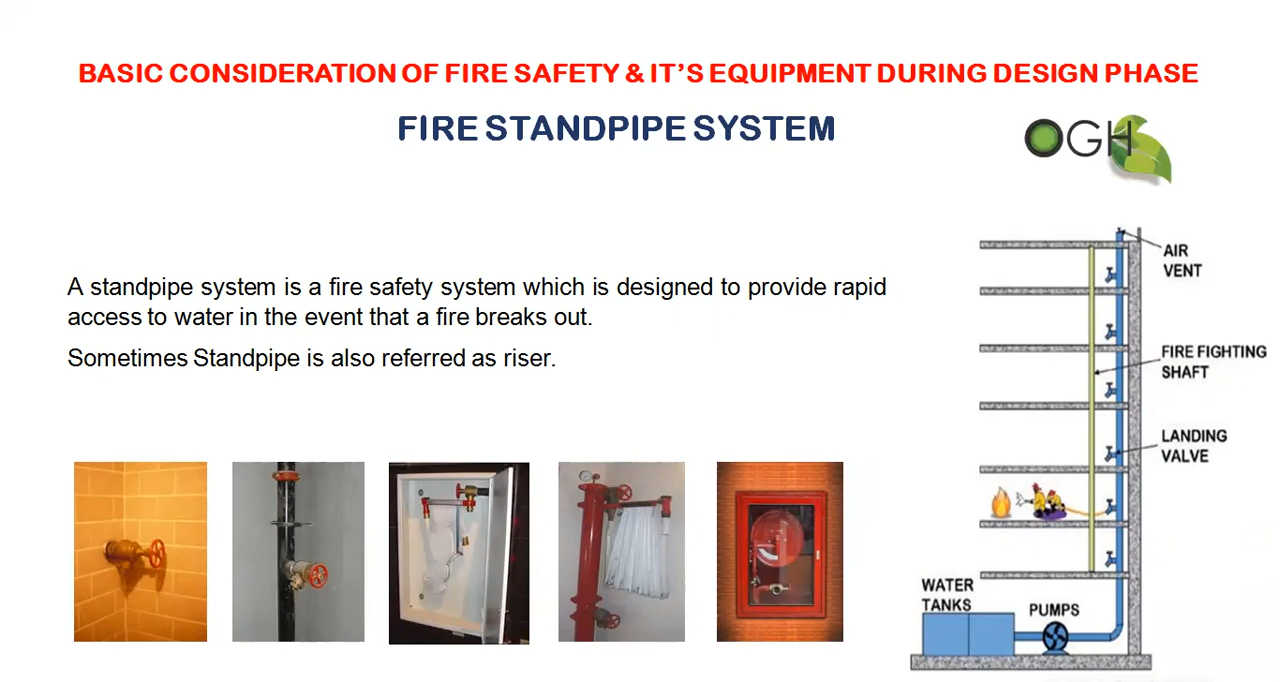 BASIC CONSIDERATION OF FIRE SAFETY & IT'S EQUIPMENT DURING DESIGN PHASE
FIRE STANDPIPE SYSTEM
OGH
A standpipe system is a fire safety system which is designed to provide rapid
access to water in the event that a fire breaks out.
Sometimes Standpipe is also referred as riser.
AIR
VENT
FIRE FIGHTING
SHAFT
LANDING
VALVE
WATER
TANKS
PUMPS